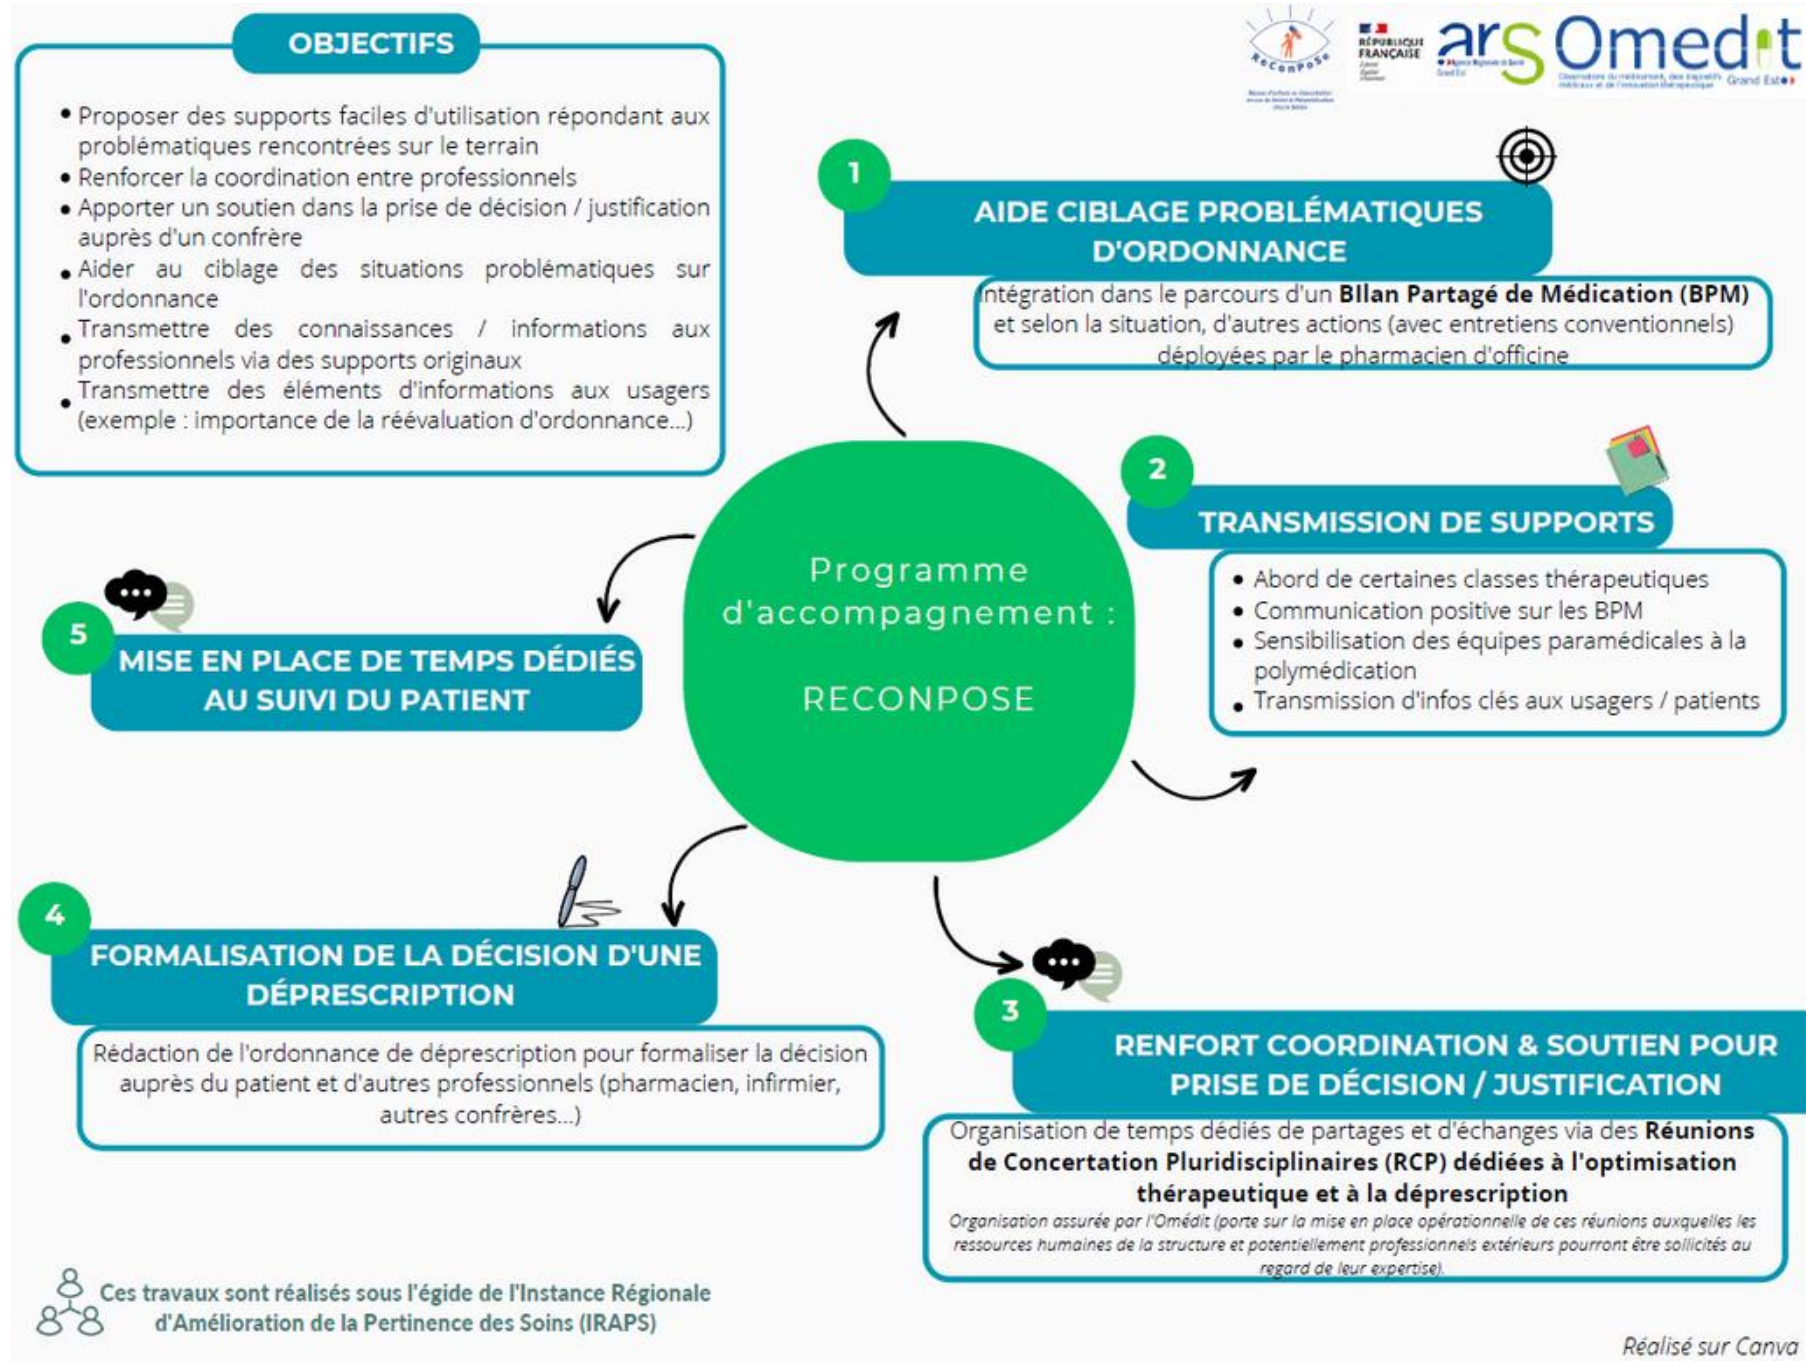 OBJECTIFS
• Proposer des supports faciles d'utilisation répondant aux
problématiques rencontrées sur le terrain
• Renforcer la coordination entre professionnels
• Apporter un soutien dans la prise de décision / justification
auprès d'un confrère
• Aider au ciblage des situations problématiques sur
l'ordonnance
• Transmettre des connaissances / informations aux
professionnels via des supports originaux
• Transmettre des éléments d'informations aux usagers
(exemple : importance de la réévaluation d'ordonnance...)
ReconPose
RÉPUBLIQUE
FRANÇAISE
ars
Omedit
Grand Est
1
AIDE CIBLAGE PROBLÉMATIQUES
D'ORDONNANCE
Intégration dans le parcours d'un BIlan Partagé de Médication (BPM)
et selon la situation, d'autres actions (avec entretiens conventionnels)
déployées par le pharmacien d'officine
2
TRANSMISSION DE SUPPORTS
• Abord de certaines classes thérapeutiques
• Communication positive sur les BPM
• Sensibilisation des équipes paramédicales à la
polymédication
• Transmission d'infos clés aux usagers / patients
Programme
d'accompagnement :
RECONPOSE
5
MISE EN PLACE DE TEMPS DÉDIÉS
AU SUIVI DU PATIENT
4
FORMALISATION DE LA DÉCISION D'UNE
DÉPRESCRIPTION
Rédaction de l'ordonnance de déprescription pour formaliser la décision
auprès du patient et d'autres professionnels (pharmacien, infirmier,
autres confrères...)
3
RENFORT COORDINATION & SOUTIEN POUR
PRISE DE DÉCISION / JUSTIFICATION
Organisation de temps dédiés de partages et d'échanges via des Réunions
de Concertation Pluridisciplinaires (RCP) dédiées à l'optimisation
thérapeutique et à la déprescription
Organisation assurée par l'Omédit (porte sur la mise en place opérationnelle de ces réunions auxquelles les
ressources humaines de la structure et potentiellement professionnels extérieurs pourront être sollicités au
regard de leur expertise).
Ces travaux sont réalisés sous l'égide de l'Instance Régionale
d'Amélioration de la Pertinence des Soins (IRAPS)
Réalisé sur Canva